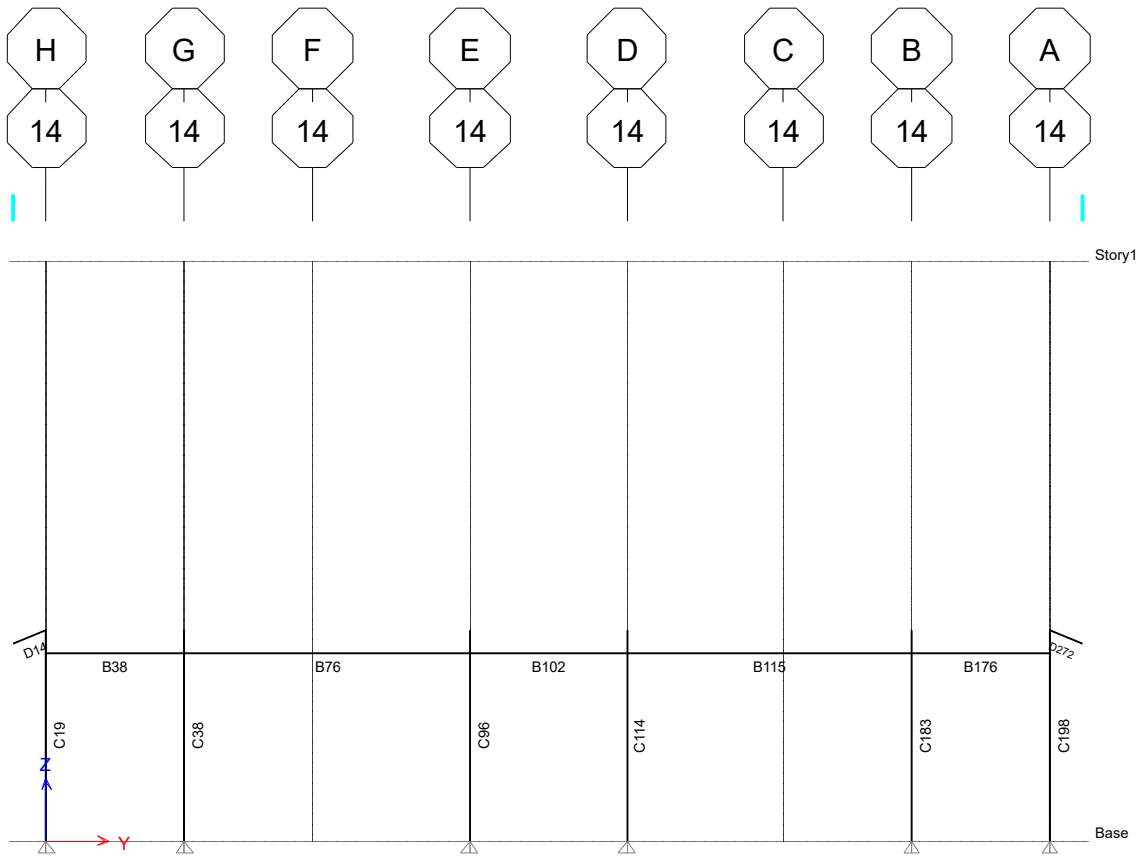 H G F E D C B A
14 14 14 14 14 14 14 14
Story1
D14 D272
B38 B76 B102 B115 B176
C19 C38 C96 C114 C183 C198
Z
Base
Y